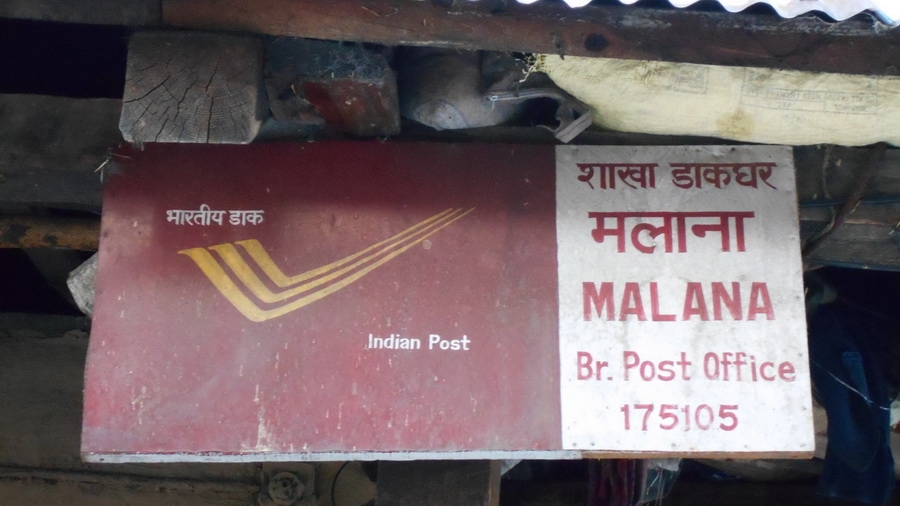 भारतीय डाक
Indian Post
शाखा डाकघर
मलाना
MALANA
Br. Post Office
175105